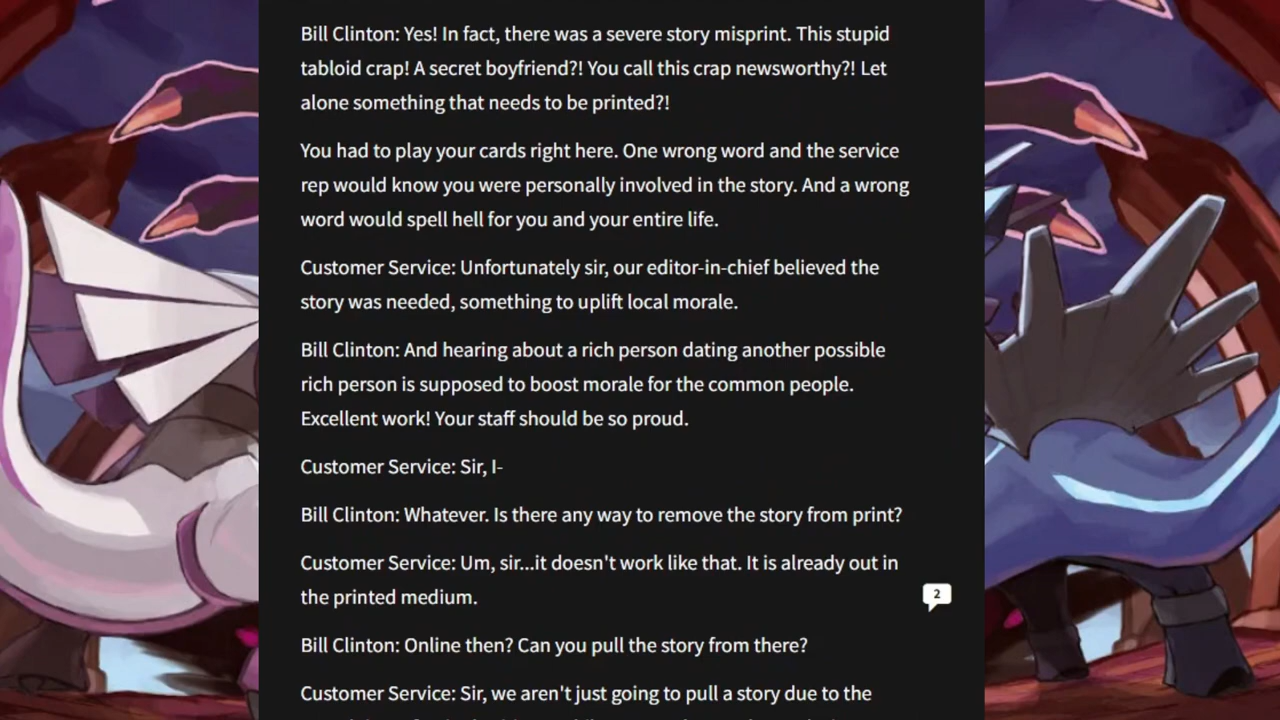 Bill Clinton: Yes! In fact, there was a severe story misprint. This stupid
tabloid crap! A secret boyfriend?! You call this crap newsworthy?! Let
alone something that needs to be printed?!
You had to play your cards right here. One wrong word and the service
rep would know you were personally involved in the story. And a wrong
word would spell hell for you and your entire life.
Customer Service: Unfortunately sir, our editor-in-chief believed the
story was needed, something to uplift local morale.
Bill Clinton: And hearing about a rich person dating another possible
rich person is supposed to boost morale for the common people.
Excellent work! Your staff should be so proud.
Customer Service: Sir, I-
Bill Clinton: Whatever. Is there any way to remove the story from print?
Customer Service: Um, sir...it doesn't work like that. It is already out in
the printed medium.
2
Bill Clinton: Online then? Can you pull the story from there?
Customer Service: Sir, we aren't just going to pull a story due to the